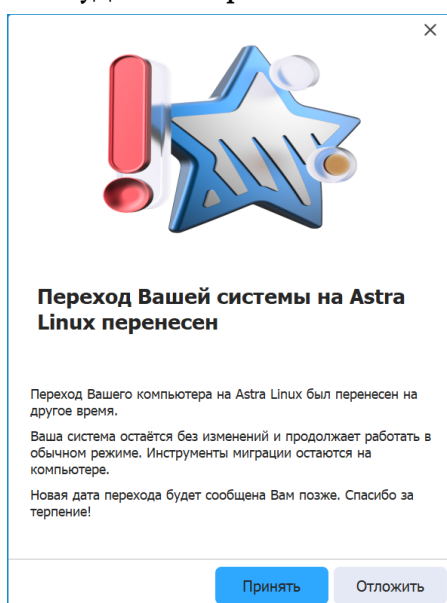 Переход Вашей системы на Astra
Linux перенесен
Переход Вашего компьютера на Astra Linux был перенесен на
другое время.
Ваша система остаётся без изменений и продолжает работать в
обычном режиме. Инструменты миграции остаются на
компьютере.
Новая дата перехода будет сообщена Вам позже. Спасибо за
терпение!
Принять Отложить